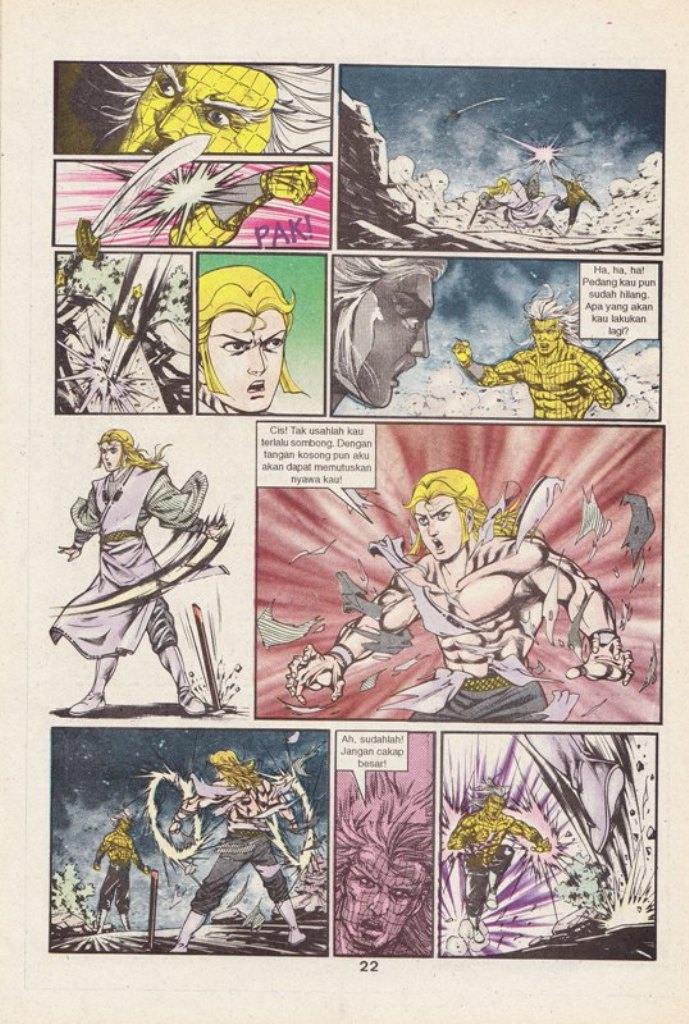 PAK!
Ha, ha, ha!
Pedang kau pun
sudah hilang.
Apa yang akan
kau lakukan
lagi?
Cis! Tak usahlah kau
terlalu sombong. Dengan
tangan kosong pun aku
akan dapat memutuskan
nyawa kau!
Ah, sudahlah!
Jangan cakap
besar!
22